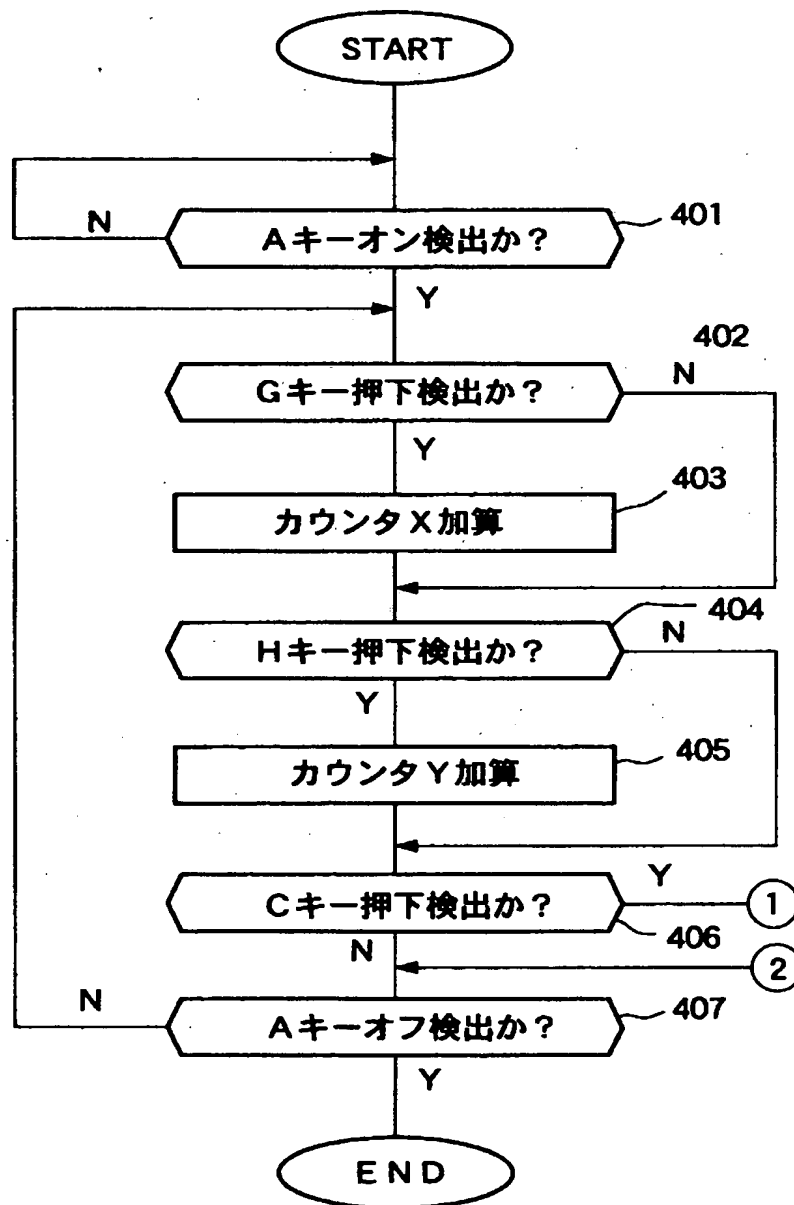 START
N
Aキーオン検出か？
401
Y
402
Gキー押下検出か？
N
Y
403
カウンタX加算
404
Hキー押下検出か？
N
Y
405
カウンタY加算
Y
Cキー押下検出か？
①
406
N
②
N
Aキーオフ検出か？
407
Y
END